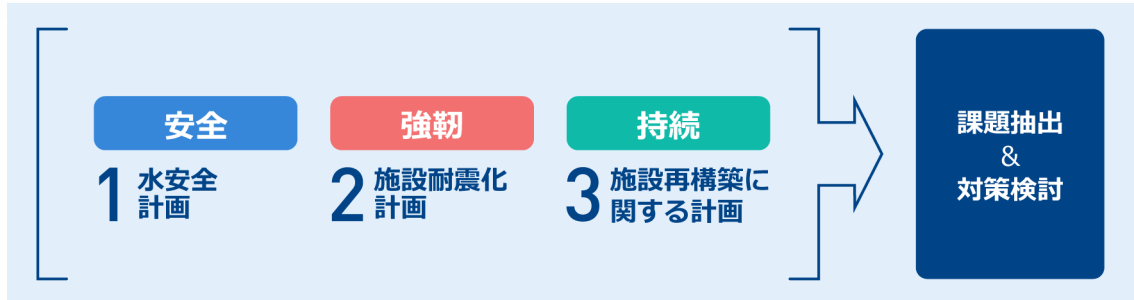 安全
1 水安全
計画
強靭
2 施設耐震化
計画
持続
3 施設再構築に
関する計画
課題抽出
&
対策検討